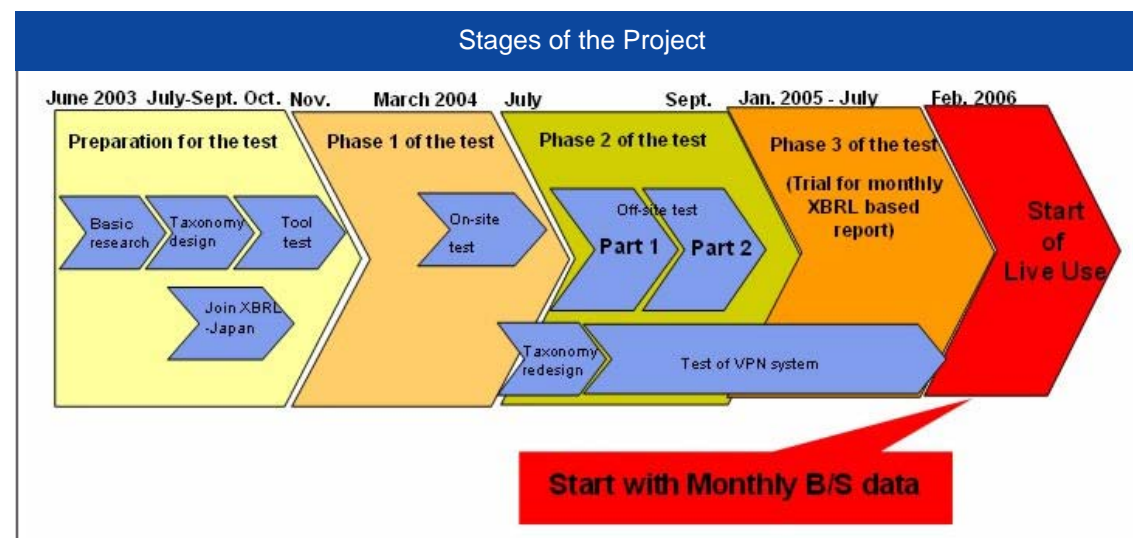 Stages of the Project
June 2003 July-Sept. Oct. Nov. March 2004 July Sept. Jan. 2005 - July Feb. 2006
Preparation for the test
Phase 1 of the test
Phase 2 of the test
Phase 3 of the test
(Trial for monthly
XBRL based
report)
Basic
research
Taxonomy
design
Tool
test
Join XBRL
-Japan
On-site
test
Off-site test
Part 1
Part 2
Taxonomy
redesign
Test of VPN system
Start
of
Live Use
Start with Monthly B/S data